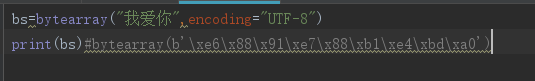 bs=bytearray("我爱你",encoding="UTF-8")
print(bs)#bytearray(b'\xe6\x88\x91\xe7\x88\xb1\xe4\xbd\xa0')